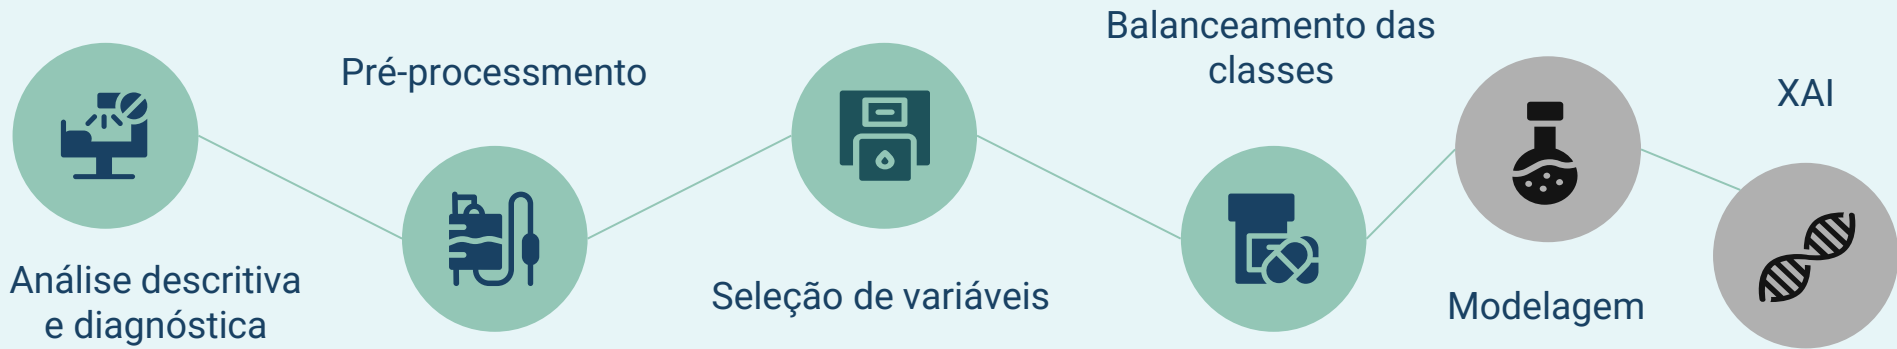 Análise descritiva
e diagnóstica
Pré-processmento
Seleção de variáveis
Balanceamento das
classes
Modelagem
XAI